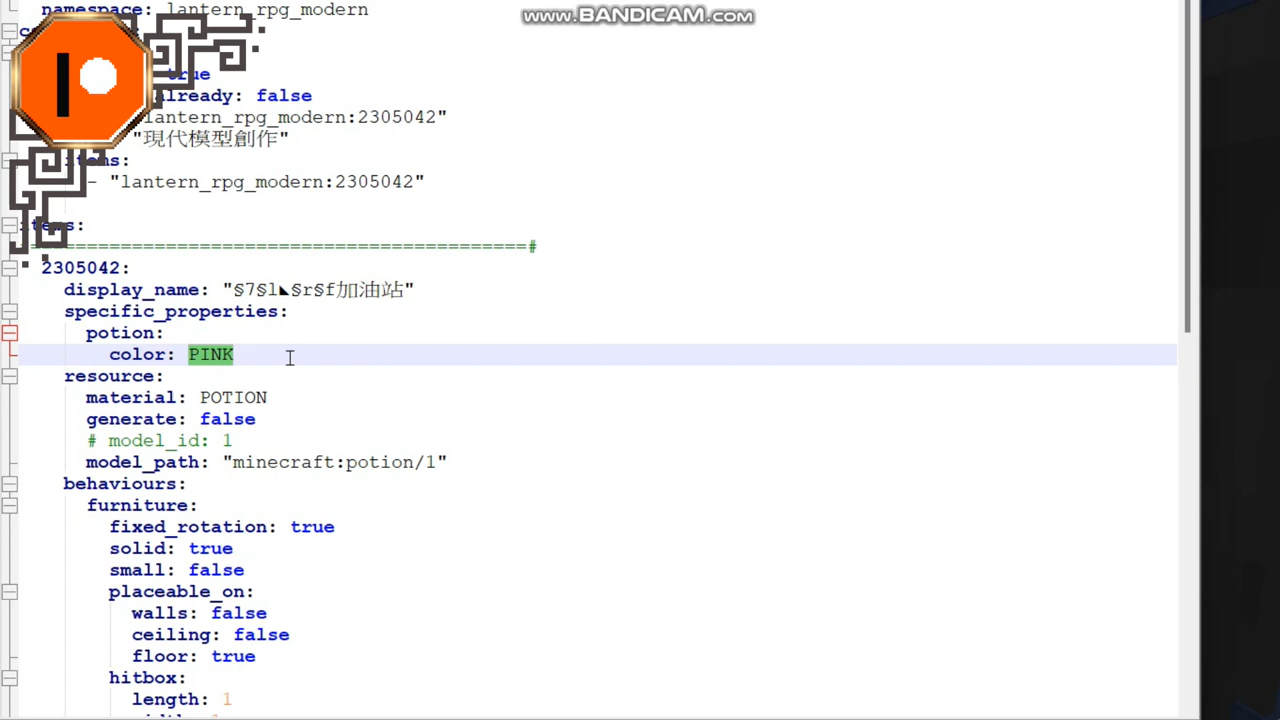 www.BANDICAM.com
namespace: lantern_rpg_modern
true
already: false
lantern_rpg_modern:2305042"
"現代模型創作"
items:
- "lantern_rpg_modern:2305042"
items:
==========================================#
2305042:
display_name: "§7§l◣§r§f加油站"
specific_properties:
potion:
color: PINK
resource:
material: POTION
generate: false
# model_id: 1
model_path: "minecraft:potion/1"
behaviours:
furniture:
fixed_rotation: true
solid: true
small: false
placeable_on:
walls: false
ceiling: false
floor: true
hitbox:
length: 1